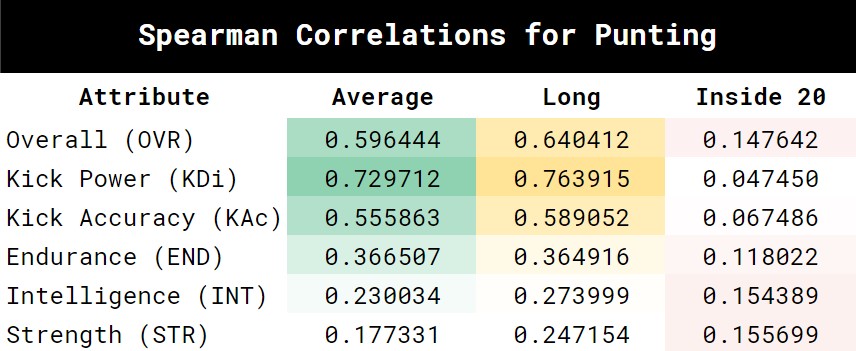 Spearman Correlations for Punting
Attribute Average Long Inside 20
Overall (OVR) 0.596444 0.640412 0.147642
Kick Power (KDi) 0.729712 0.763915 0.047450
Kick Accuracy (KAc) 0.555863 0.589052 0.067486
Endurance (END) 0.366507 0.364916 0.118022
Intelligence (INT) 0.230034 0.273999 0.154389
Strength (STR) 0.177331 0.247154 0.155699